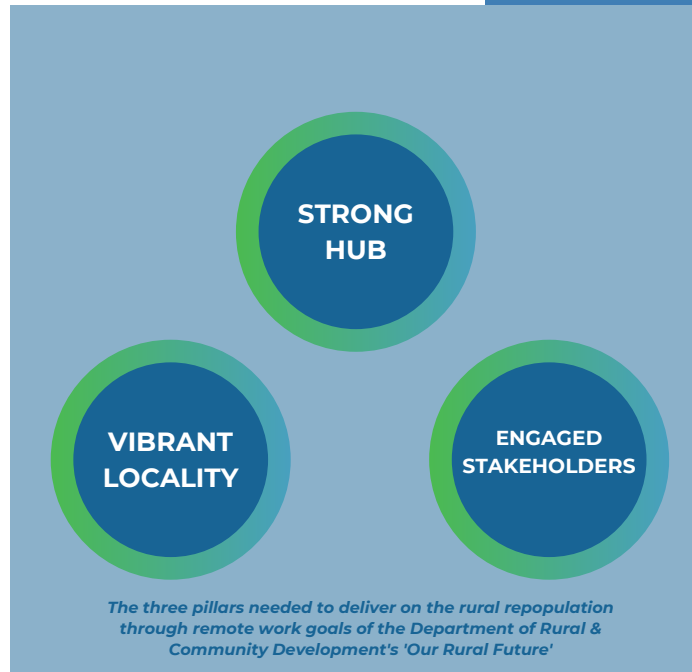 STRONG
HUB
VIBRANT
LOCALITY
ENGAGED
STAKEHOLDERS
The three pillars needed to deliver on the rural repopulation
through remote work goals of the Department of Rural &
Community Development's 'Our Rural Future'